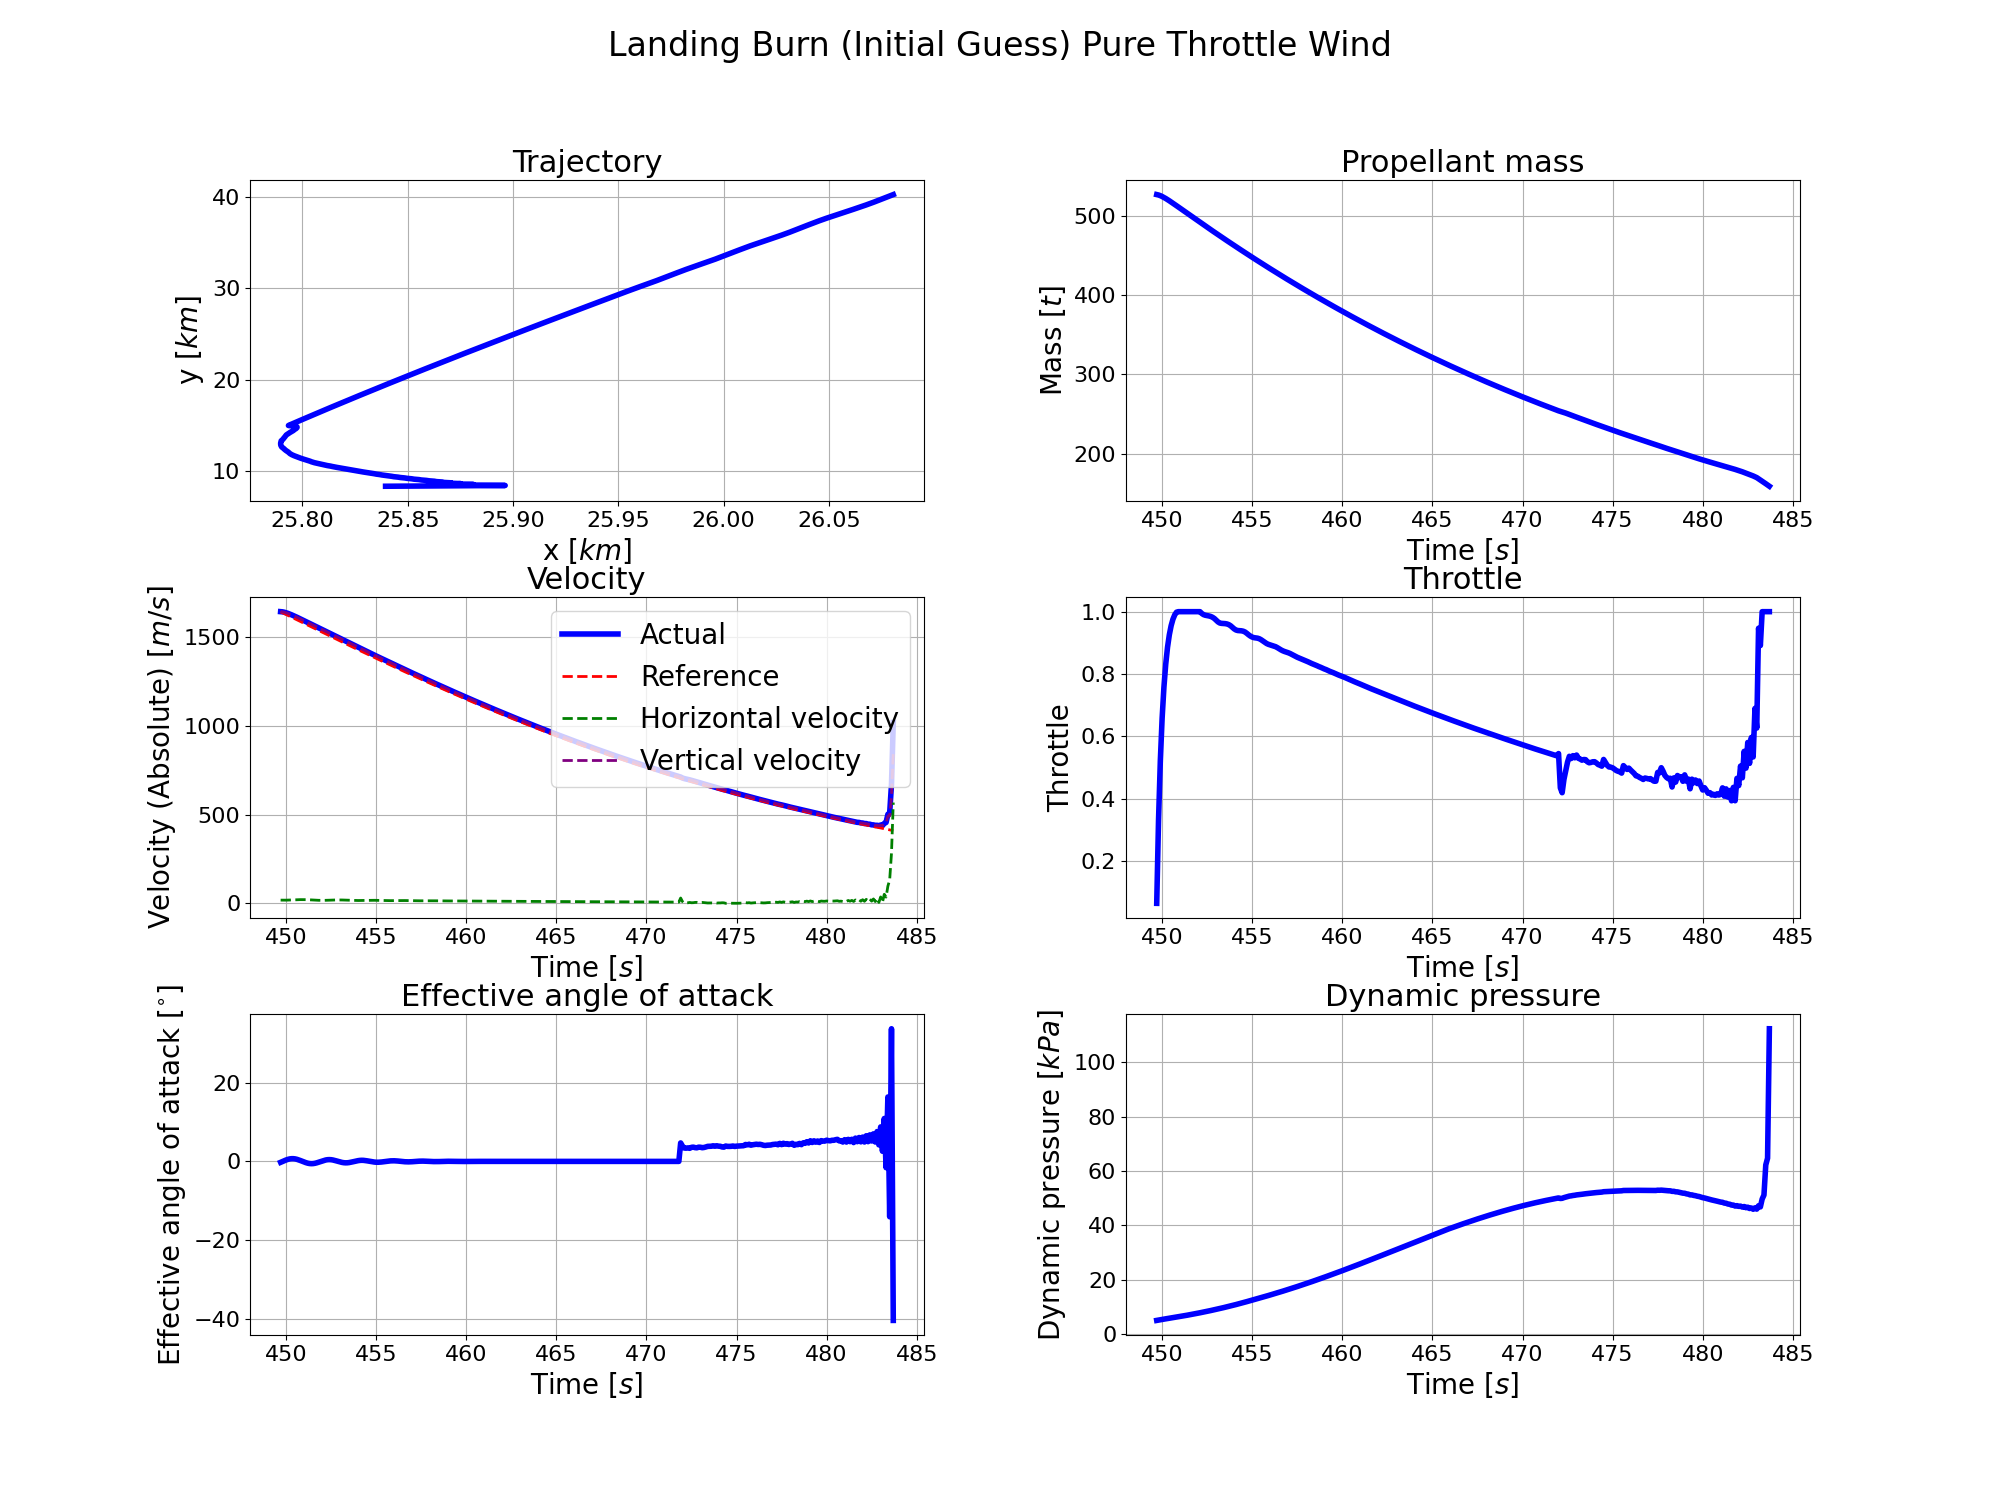 Landing Burn (Initial Guess) Pure Throttle Wind
Trajectory
y [km]
40
30
20
10
25.80 25.85 25.90 25.95 26.00 26.05
x [km]
Propellant mass
Mass [t]
500
400
300
200
450 455 460 465 470 475 480 485
Time [s]
Velocity
Velocity (Absolute) [m/s]
1500
1000
500
0
Actual
Reference
Horizontal velocity
Vertical velocity
450 455 460 465 470 475 480 485
Time [s]
Throttle
Throttle
1.0
0.8
0.6
0.4
0.2
450 455 460 465 470 475 480 485
Time [s]
Effective angle of attack
Effective angle of attack [°]
20
0
−20
−40
450 455 460 465 470 475 480 485
Time [s]
Dynamic pressure
Dynamic pressure [kPa]
100
80
60
40
20
0
450 455 460 465 470 475 480 485
Time [s]